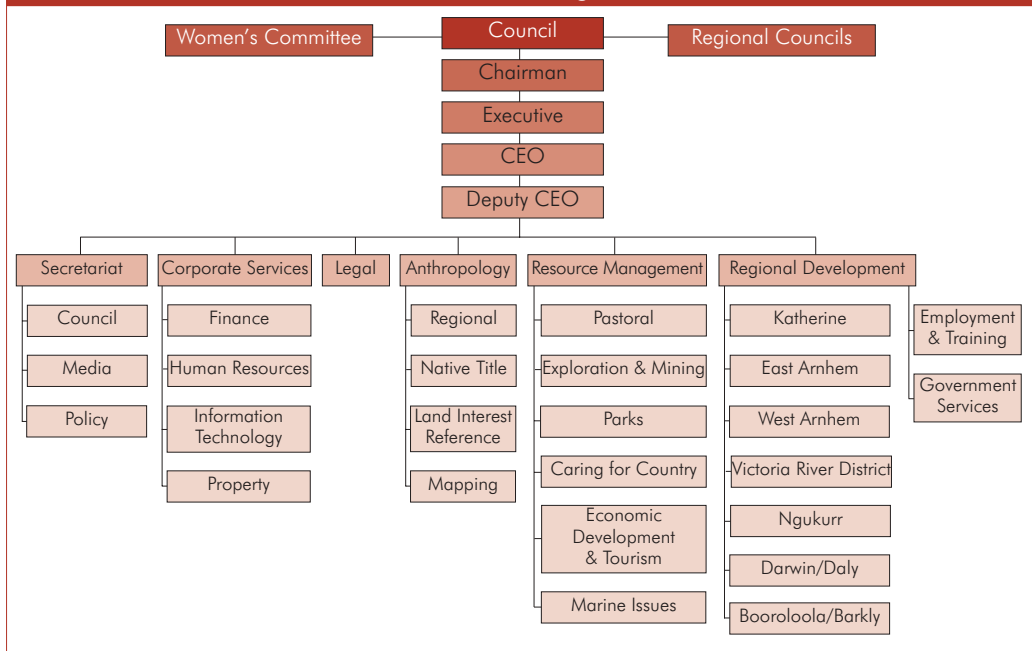 Women's Committee
Council
Regional Councils
Chairman
Executive
CEO
Deputy CEO
Secretariat
Council
Media
Policy
Corporate Services
Finance
Human Resources
Information
Technology
Property
Legal
Anthropology
Regional
Native Title
Land Interest
Reference
Mapping
Resource Management
Pastoral
Exploration & Mining
Parks
Caring for Country
Economic
Development
& Tourism
Marine Issues
Regional Development
Katherine
East Arnhem
West Arnhem
Victoria River District
Ngukurr
Darwin/Daly
Booroloola/Barkly
Employment
& Training
Government
Services